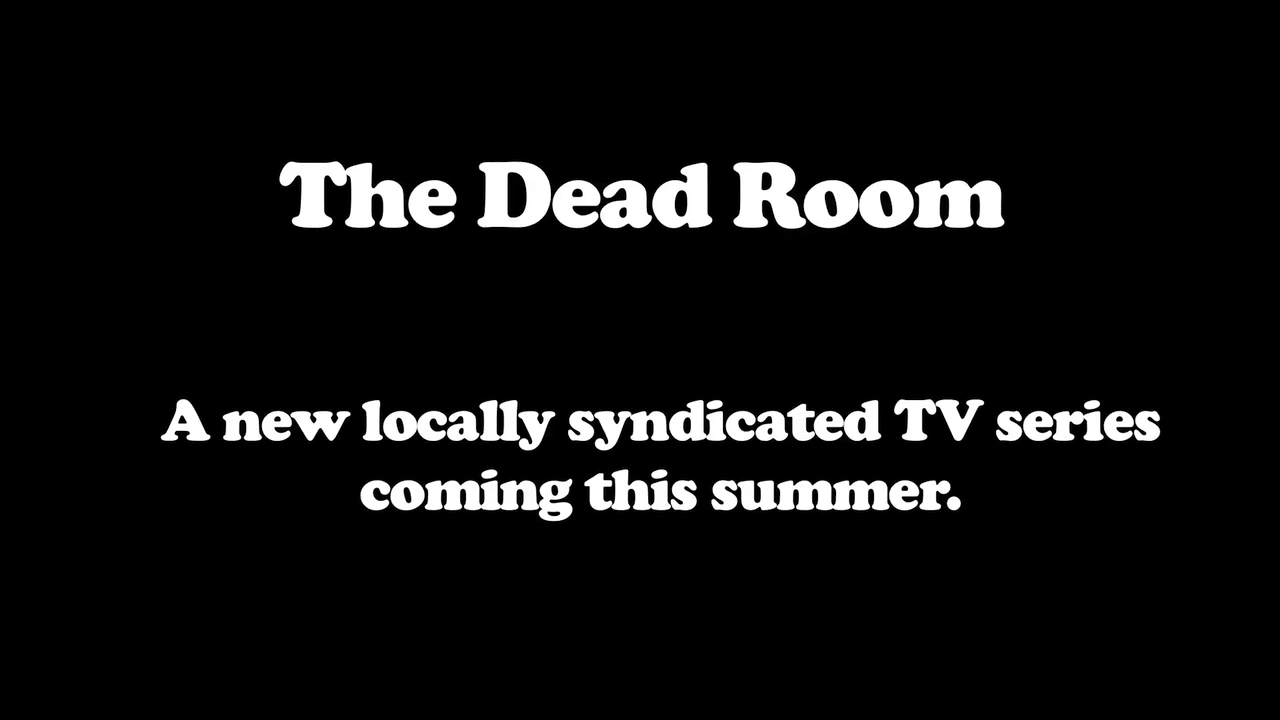 The Dead Room
A new locally syndicated TV series
coming this summer.